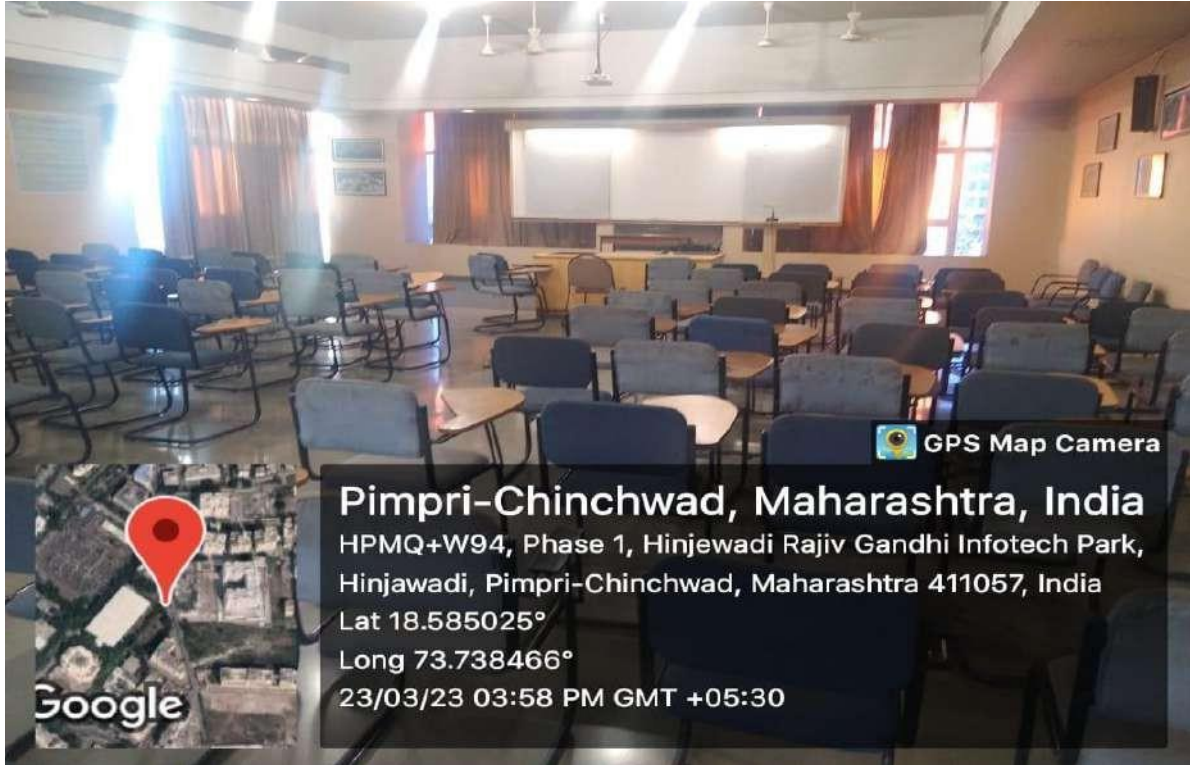 GPS Map Camera
Pimpri-Chinchwad, Maharashtra, India
HPMQ+W94, Phase 1, Hinjewadi Rajiv Gandhi Infotech Park,
Hinjawadi, Pimpri-Chinchwad, Maharashtra 411057, India
Lat 18.585025°
Long 73.738466°
23/03/23 03:58 PM GMT +05:30
Google